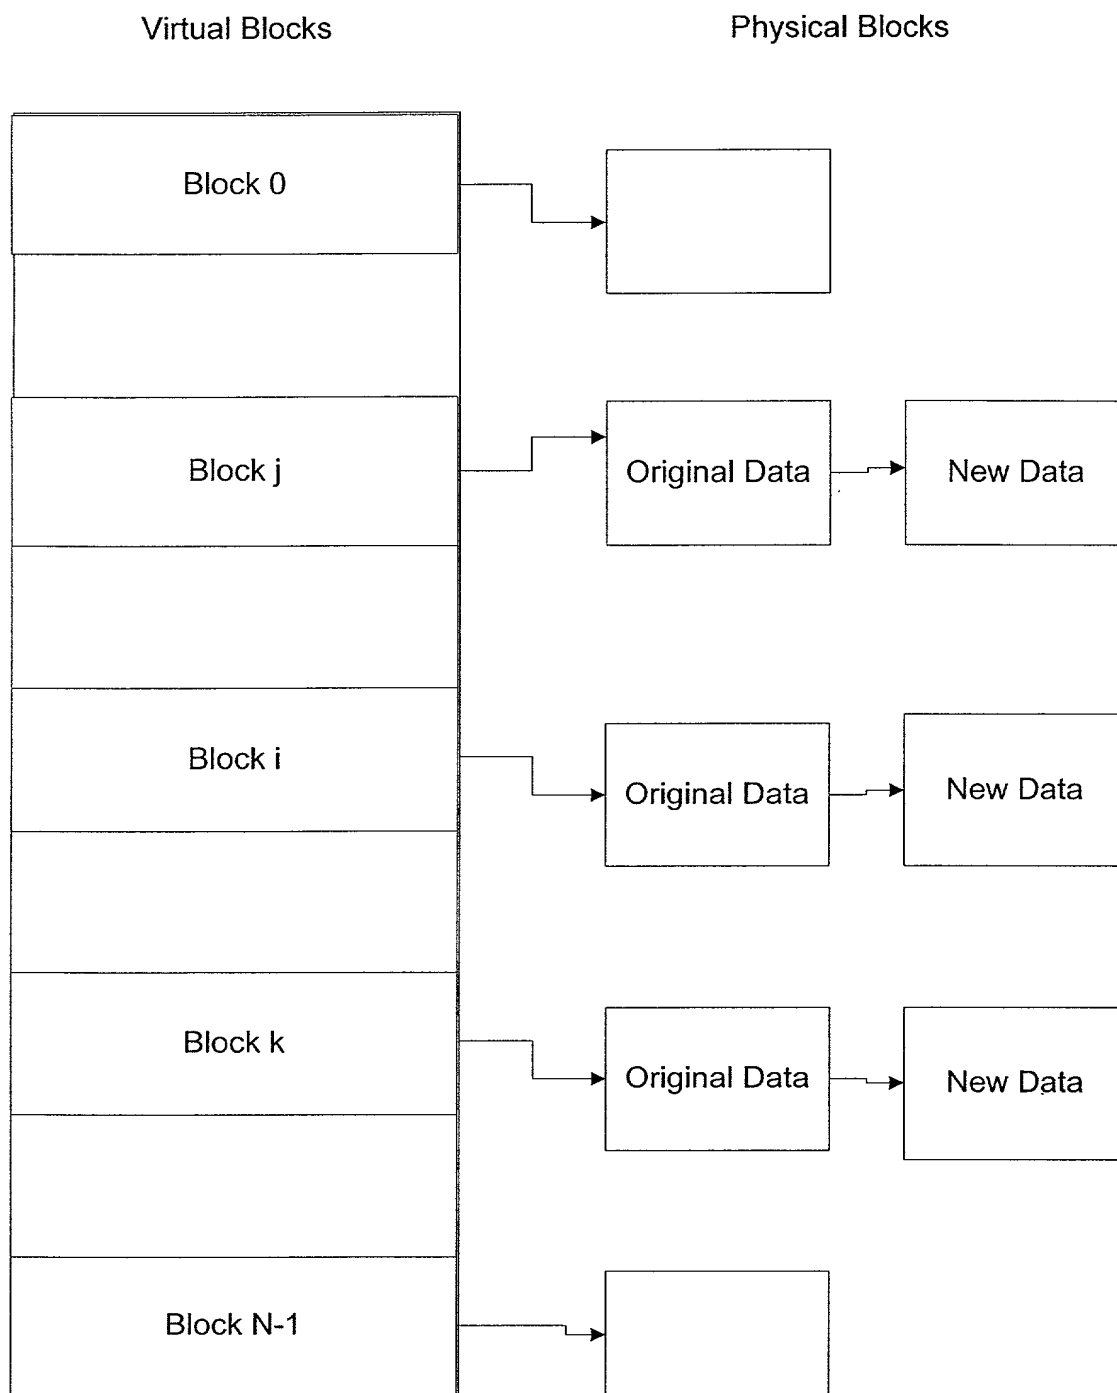 Virtual Blocks
Physical Blocks
Block 0
Block j
Original Data
New Data
Block i
Original Data
New Data
Block k
Original Data
New Data
Block N-1